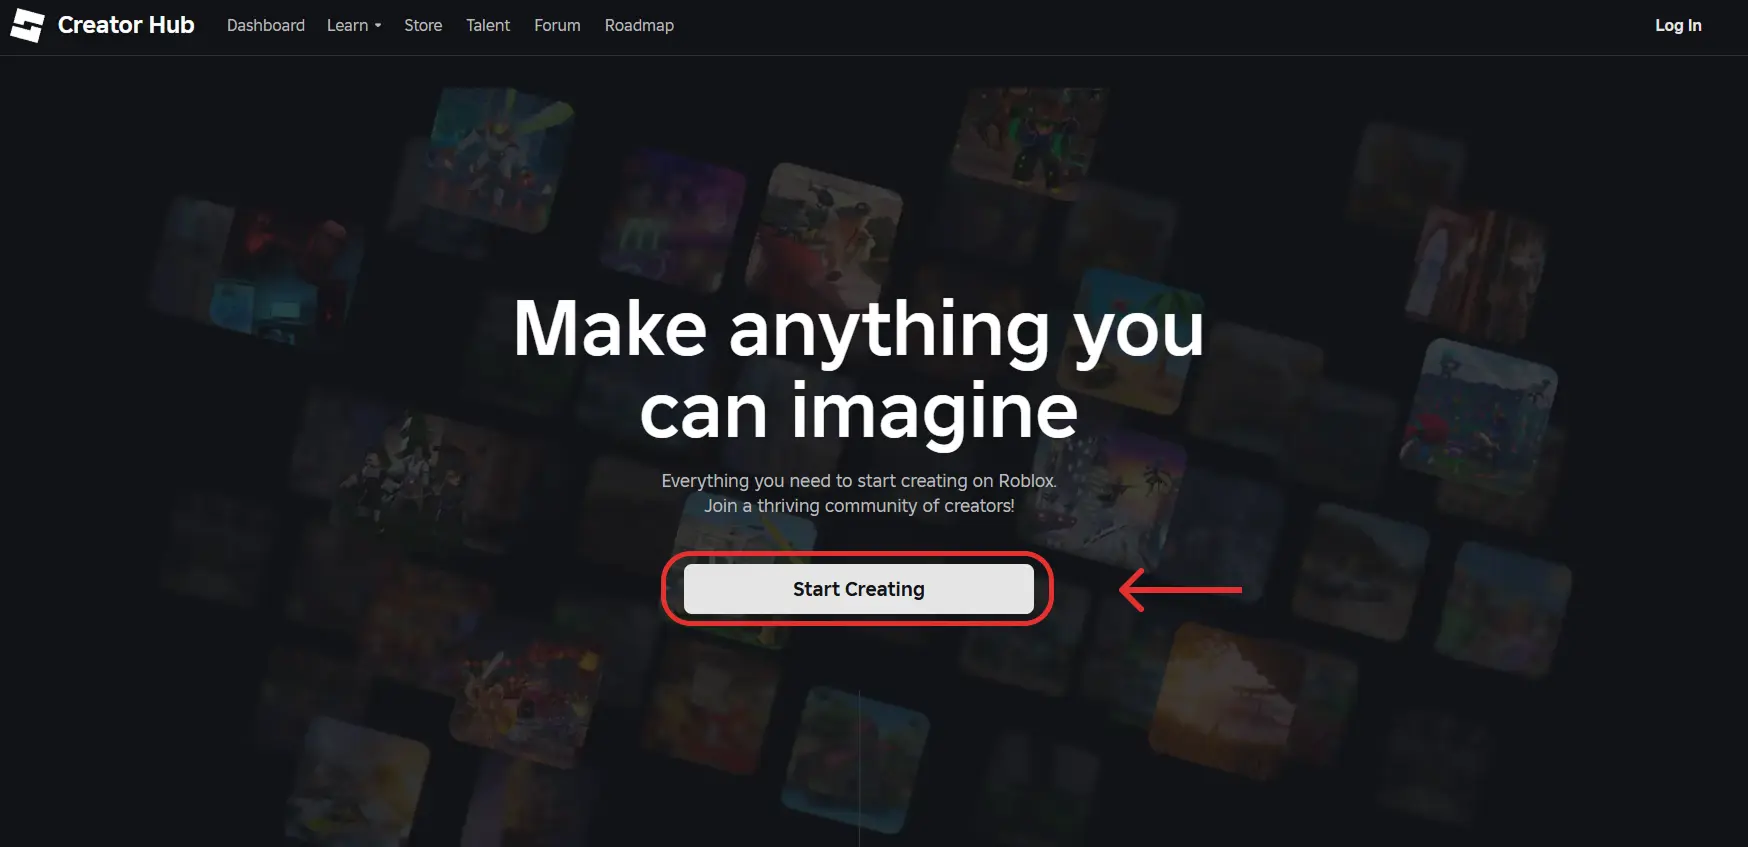 Creator Hub Dashboard Learn Store Talent Forum Roadmap Log In
Make anything you
can imagine
Everything you need to start creating on Roblox.
Join a thriving community of creators!
Start Creating